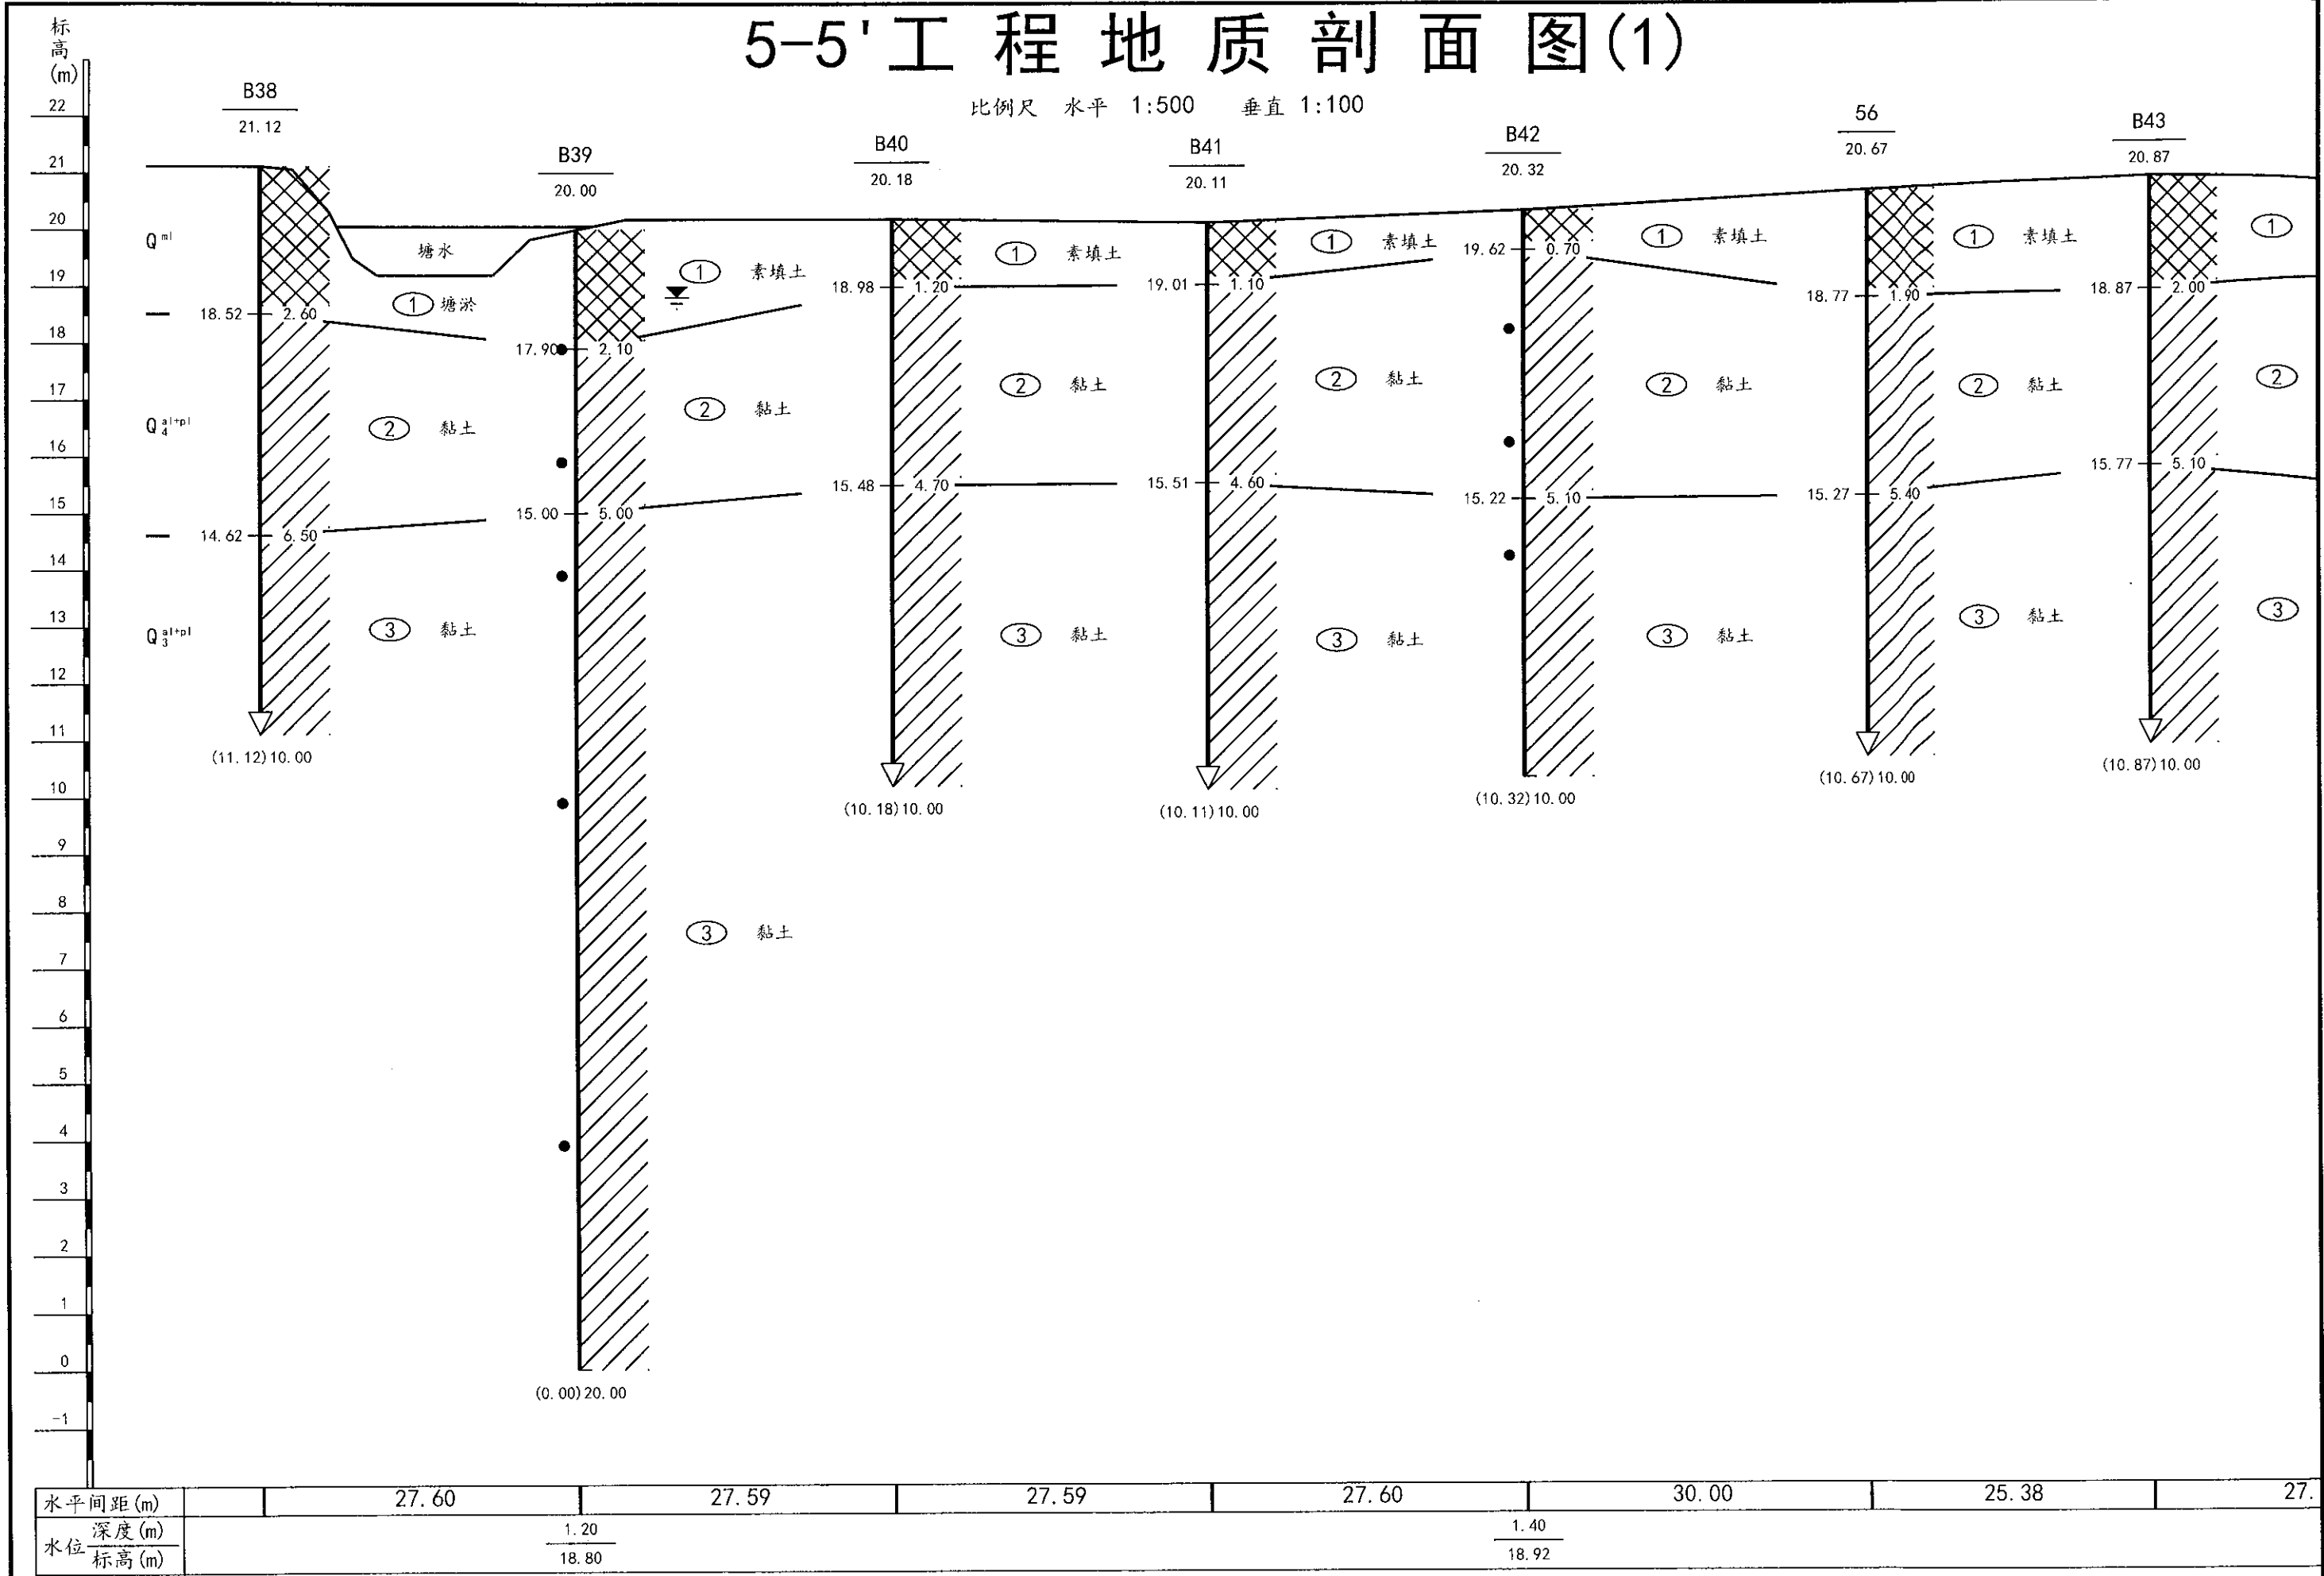 5-5'工程地质剖面图(1)
比例尺 水平 1:500 垂直 1:100
标高(m)
22
21
20
19
18
17
16
15
14
13
12
11
10
9
8
7
6
5
4
3
2
1
0
-1
Q ml
Q 4 al+pl
Q 3 al+pl
B38
21.12
18.52 2.60
14.62 6.50
(11.12)10.00
塘水
① 塘淤
② 黏土
③ 黏土
B39
20.00
17.90 2.10
15.00 5.00
(0.00)20.00
① 素填土
② 黏土
③ 黏土
B40
20.18
18.98 1.20
15.48 4.70
(10.18)10.00
① 素填土
② 黏土
③ 黏土
B41
20.11
19.01 1.10
15.51 4.60
(10.11)10.00
① 素填土
② 黏土
③ 黏土
B42
20.32
19.62 0.70
15.22 5.10
(10.32)10.00
① 素填土
② 黏土
③ 黏土
56
20.67
18.77 1.90
15.27 5.40
(10.67)10.00
① 素填土
② 黏土
③ 黏土
B43
20.87
18.87 2.00
15.77 5.10
(10.87)10.00
①
②
③
水平间距(m) 27.60 27.59 27.59 27.60 30.00 25.38 27.
水位 深度(m) 1.20 1.40
标高(m) 18.80 18.92